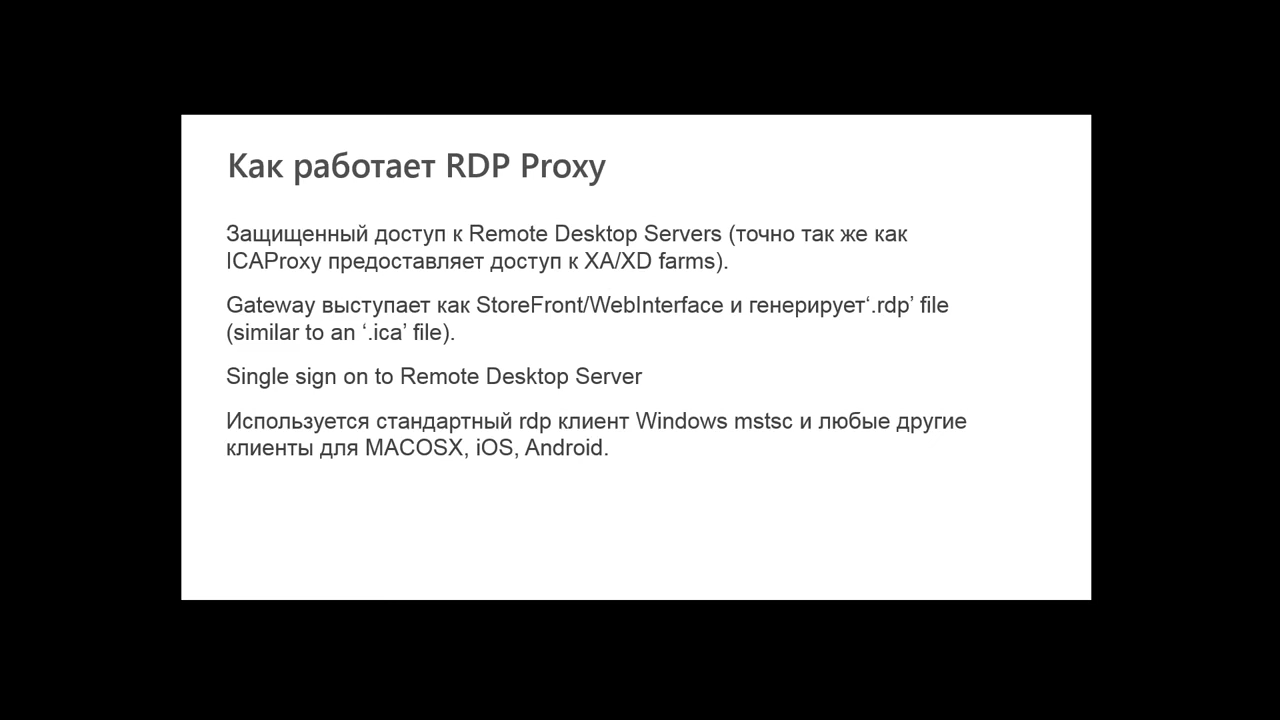 Как работает RDP Proxy
Защищенный доступ к Remote Desktop Servers (точно так же как
ICAProxy предоставляет доступ к XA/XD farms).
Gateway выступает как StoreFront/WebInterface и генерирует‘.rdp’ file
(similar to an ‘.ica’ file).
Single sign on to Remote Desktop Server
Используется стандартный rdp клиент Windows mstsc и любые другие
клиенты для MACOSX, iOS, Android.